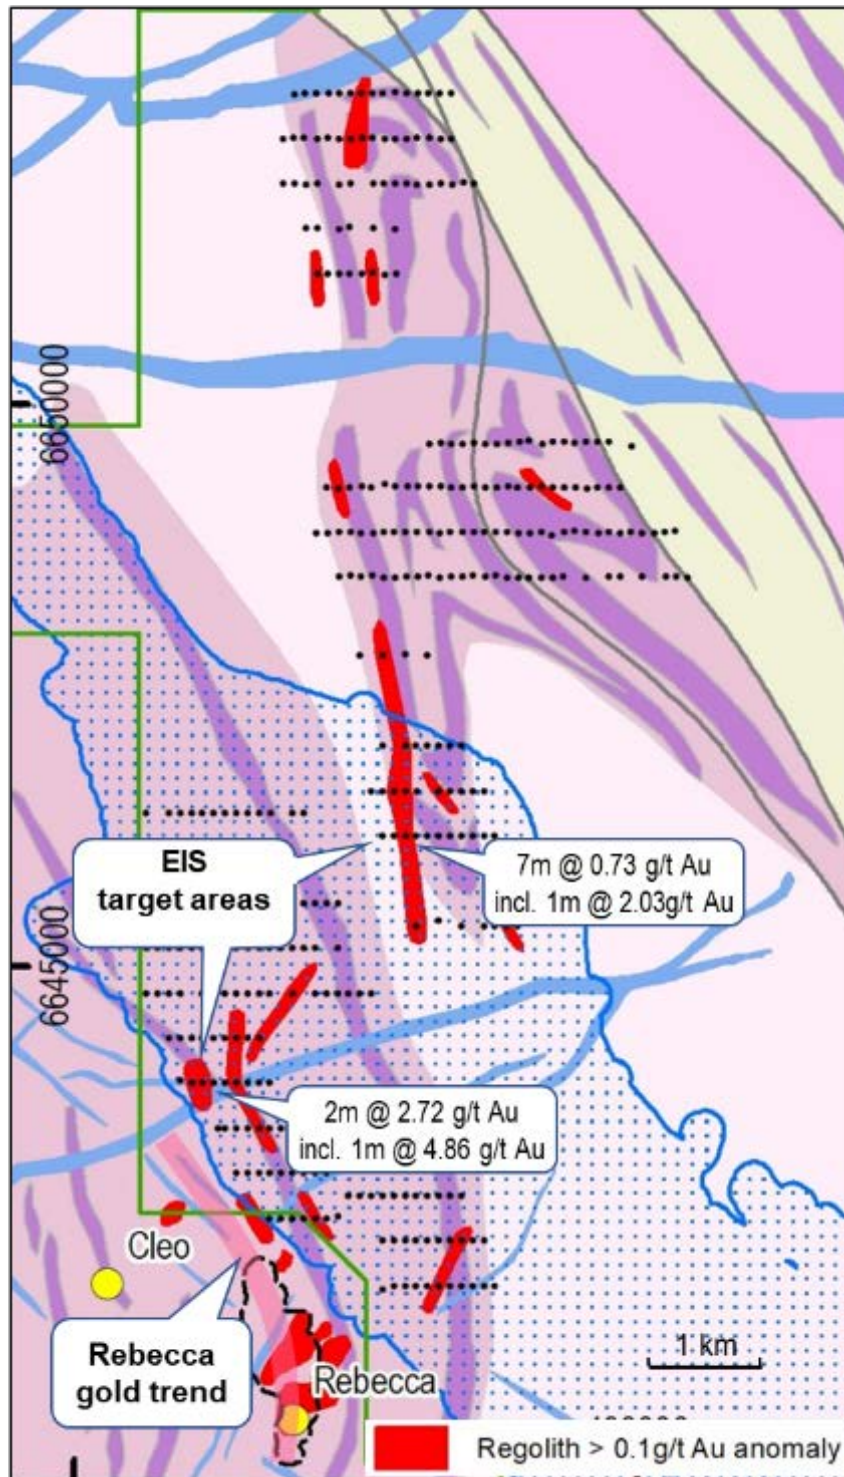 6650000
EIS
target areas
7m @ 0.73 g/t Au
incl. 1m @ 2.03g/t Au
6645000
2m @ 2.72 g/t Au
incl. 1m @ 4.86 g/t Au
Cleo
Rebecca
gold trend
Rebecca
1 km
Regolith > 0.1g/t Au anomaly